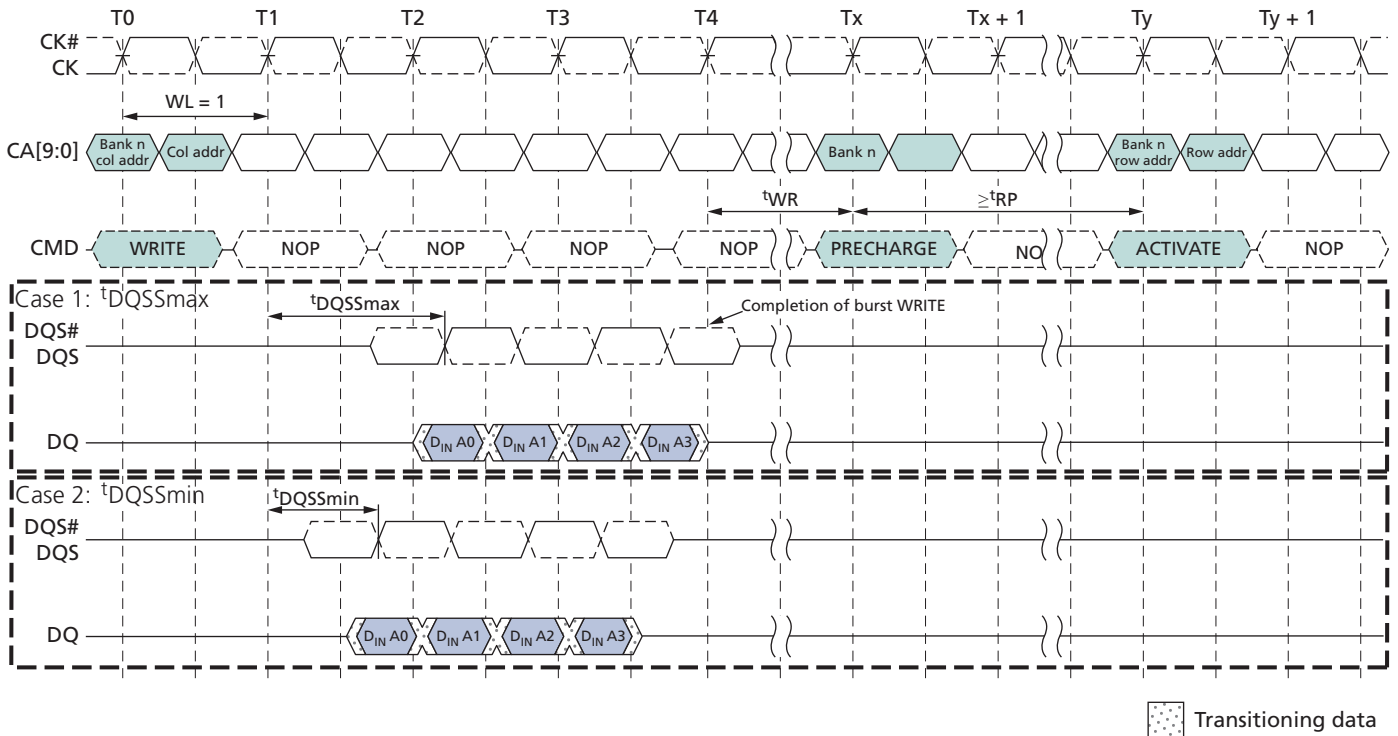 T0 T1 T2 T3 T4 Tx Tx + 1 Ty Ty + 1
CK#
CK
WL = 1
CA[9:0] Bank n col addr Col addr Bank n Bank n row addr Row addr
tWR ≥tRP
CMD WRITE NOP NOP NOP NOP PRECHARGE NO ACTIVATE NOP
Case 1: tDQSSmax
tDQSSmax
Completion of burst WRITE
DQS#
DQS
DQ DIN A0 DIN A1 DIN A2 DIN A3
Case 2: tDQSSmin
tDQSSmin
DQS#
DQS
DQ DIN A0 DIN A1 DIN A2 DIN A3
Transitioning data